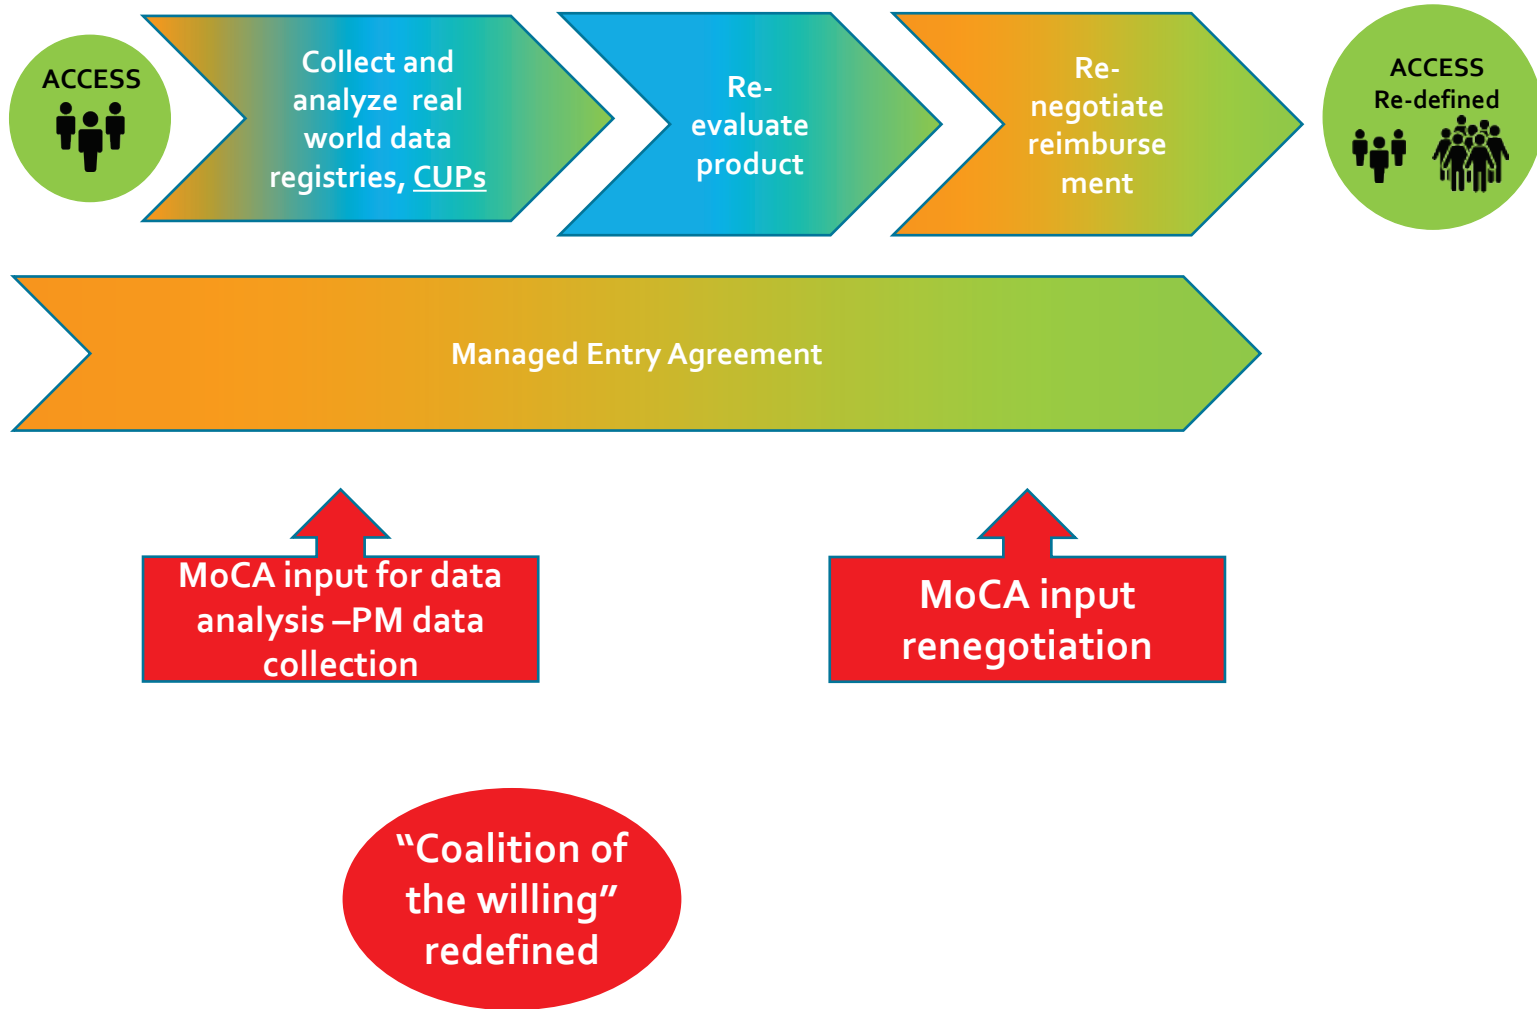 ACCESS
Collect and
analyze real
world data
registries, CUPs
Re-
evaluate
product
Re-
negotiate
reimburse
ment
ACCESS
Re-defined
Managed Entry Agreement
MoCA input for data
analysis –PM data
collection
MoCA input
renegotiation
“Coalition of
the willing”
redefined